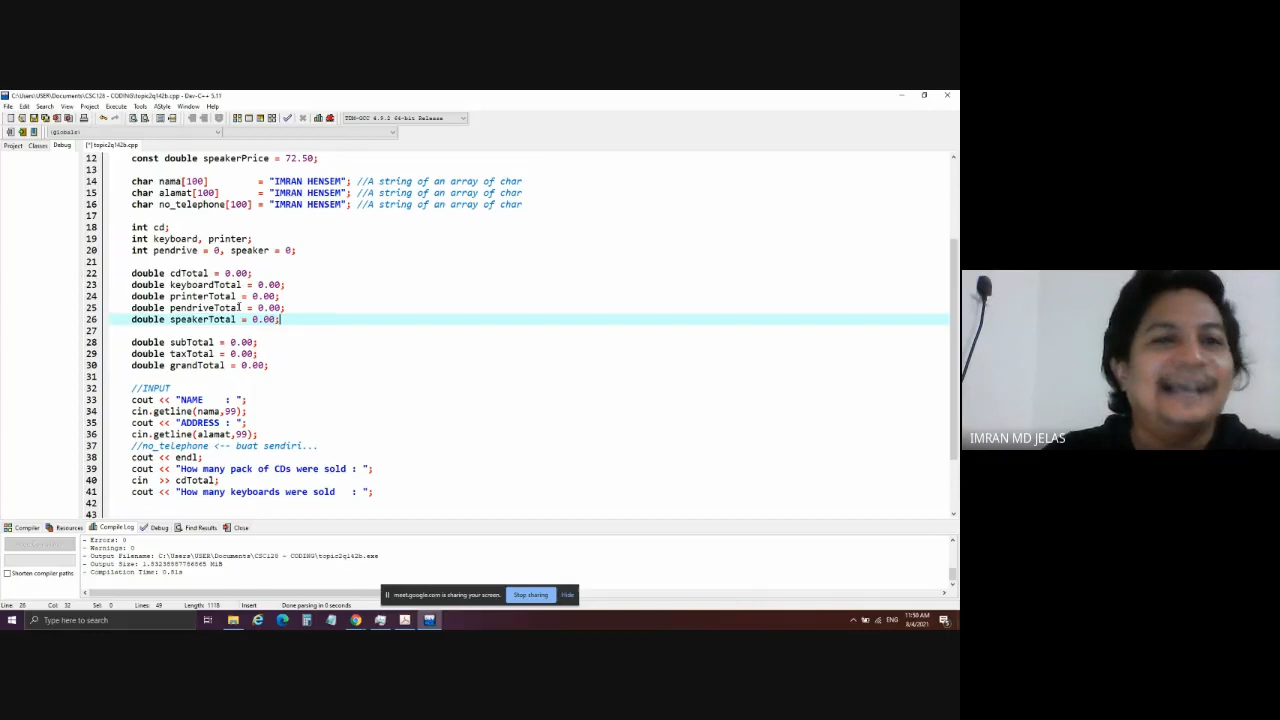 C:\Users\USER\Documents\CSC128 - CODING\topic2q142b.cpp - Dev-C++ 5.11
File Edit Search View Project Execute Tools AStyle Window Help
TDM-GCC 4.9.2 64-bit Release
(globals)
Project Classes Debug [*] topic2q142b.cpp
12 const double speakerPrice = 72.50;
13
14 char nama[100] = "IMRAN HENSEM"; //A string of an array of char
15 char alamat[100] = "IMRAN HENSEM"; //A string of an array of char
16 char no_telephone[100] = "IMRAN HENSEM"; //A string of an array of char
17
18 int cd;
19 int keyboard, printer;
20 int pendrive = 0, speaker = 0;
21
22 double cdTotal = 0.00;
23 double keyboardTotal = 0.00;
24 double printerTotal = 0.00;
25 double pendriveTotal = 0.00;
26 double speakerTotal = 0.00;
27
28 double subTotal = 0.00;
29 double taxTotal = 0.00;
30 double grandTotal = 0.00;
31
32 //INPUT
33 cout << "NAME    : ";
34 cin.getline(nama,99);
35 cout << "ADDRESS : ";
36 cin.getline(alamat,99);
37 //no_telephone <-- buat sendiri...
38 cout << endl;
39 cout << "How many pack of CDs were sold : ";
40 cin  >> cdTotal;
41 cout << "How many keyboards were sold   : ";
42
43
Compiler Resources Compile Log Debug Find Results Close
Shorten compiler paths
- Errors: 0
- Warnings: 0
- Output Filename: C:\Users\USER\Documents\CSC128 - CODING\topic2q142b.exe
- Output Size: 1.83238887786865 MiB
- Compilation Time: 0.81s
meet.google.com is sharing your screen. Stop sharing Hide
Line: 26 Col: 32 Sel: 0 Lines: 49 Length: 1118 Insert Done parsing in 0 seconds
Type here to search
ENG
11:50 AM
8/4/2021
IMRAN MD JELAS